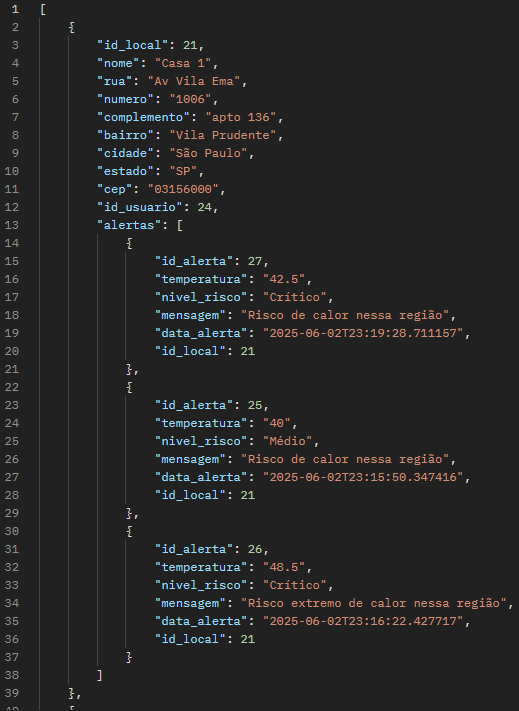 1 [
2 {
3 "id_local": 21,
4 "nome": "Casa 1",
5 "rua": "Av Vila Ema",
6 "numero": "1006",
7 "complemento": "apto 136",
8 "bairro": "Vila Prudente",
9 "cidade": "São Paulo",
10 "estado": "SP",
11 "cep": "03156000",
12 "id_usuario": 24,
13 "alertas": [
14 {
15 "id_alerta": 27,
16 "temperatura": "42.5",
17 "nivel_risco": "Crítico",
18 "mensagem": "Risco de calor nessa região",
19 "data_alerta": "2025-06-02T23:19:28.711157",
20 "id_local": 21
21 },
22 {
23 "id_alerta": 25,
24 "temperatura": "40",
25 "nivel_risco": "Médio",
26 "mensagem": "Risco de calor nessa região",
27 "data_alerta": "2025-06-02T23:15:50.347416",
28 "id_local": 21
29 },
30 {
31 "id_alerta": 26,
32 "temperatura": "48.5",
33 "nivel_risco": "Crítico",
34 "mensagem": "Risco extremo de calor nessa região",
35 "data_alerta": "2025-06-02T23:16:22.427717",
36 "id_local": 21
37 }
38 ]
39 },